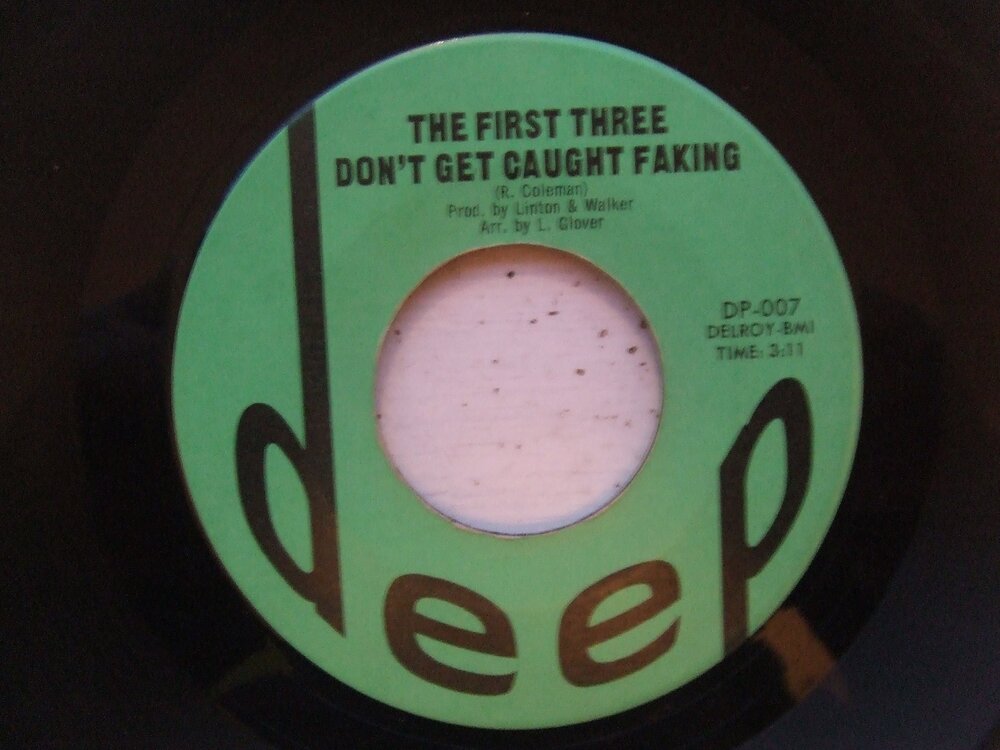 THE FIRST THREE
DON'T GET CAUGHT FAKING
(R. Coleman)
Prod. by Linton & Walker
Arr. by L. Glover
DP-007
DELROY-BMI
TIME: 3:11
deep